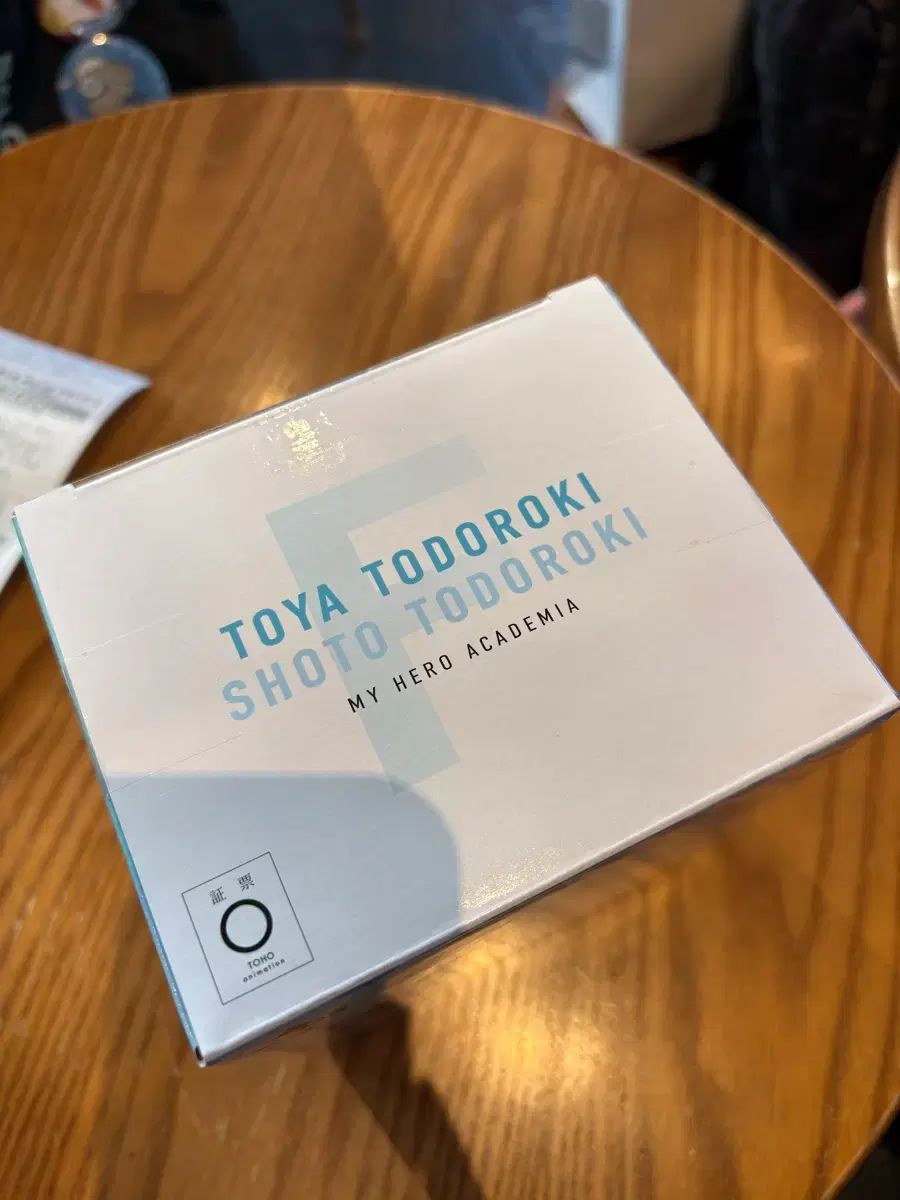 F
TOYA TODOROKI
SHOTO TODOROKI
MY HERO ACADEMIA
証 票
TOHO
animation